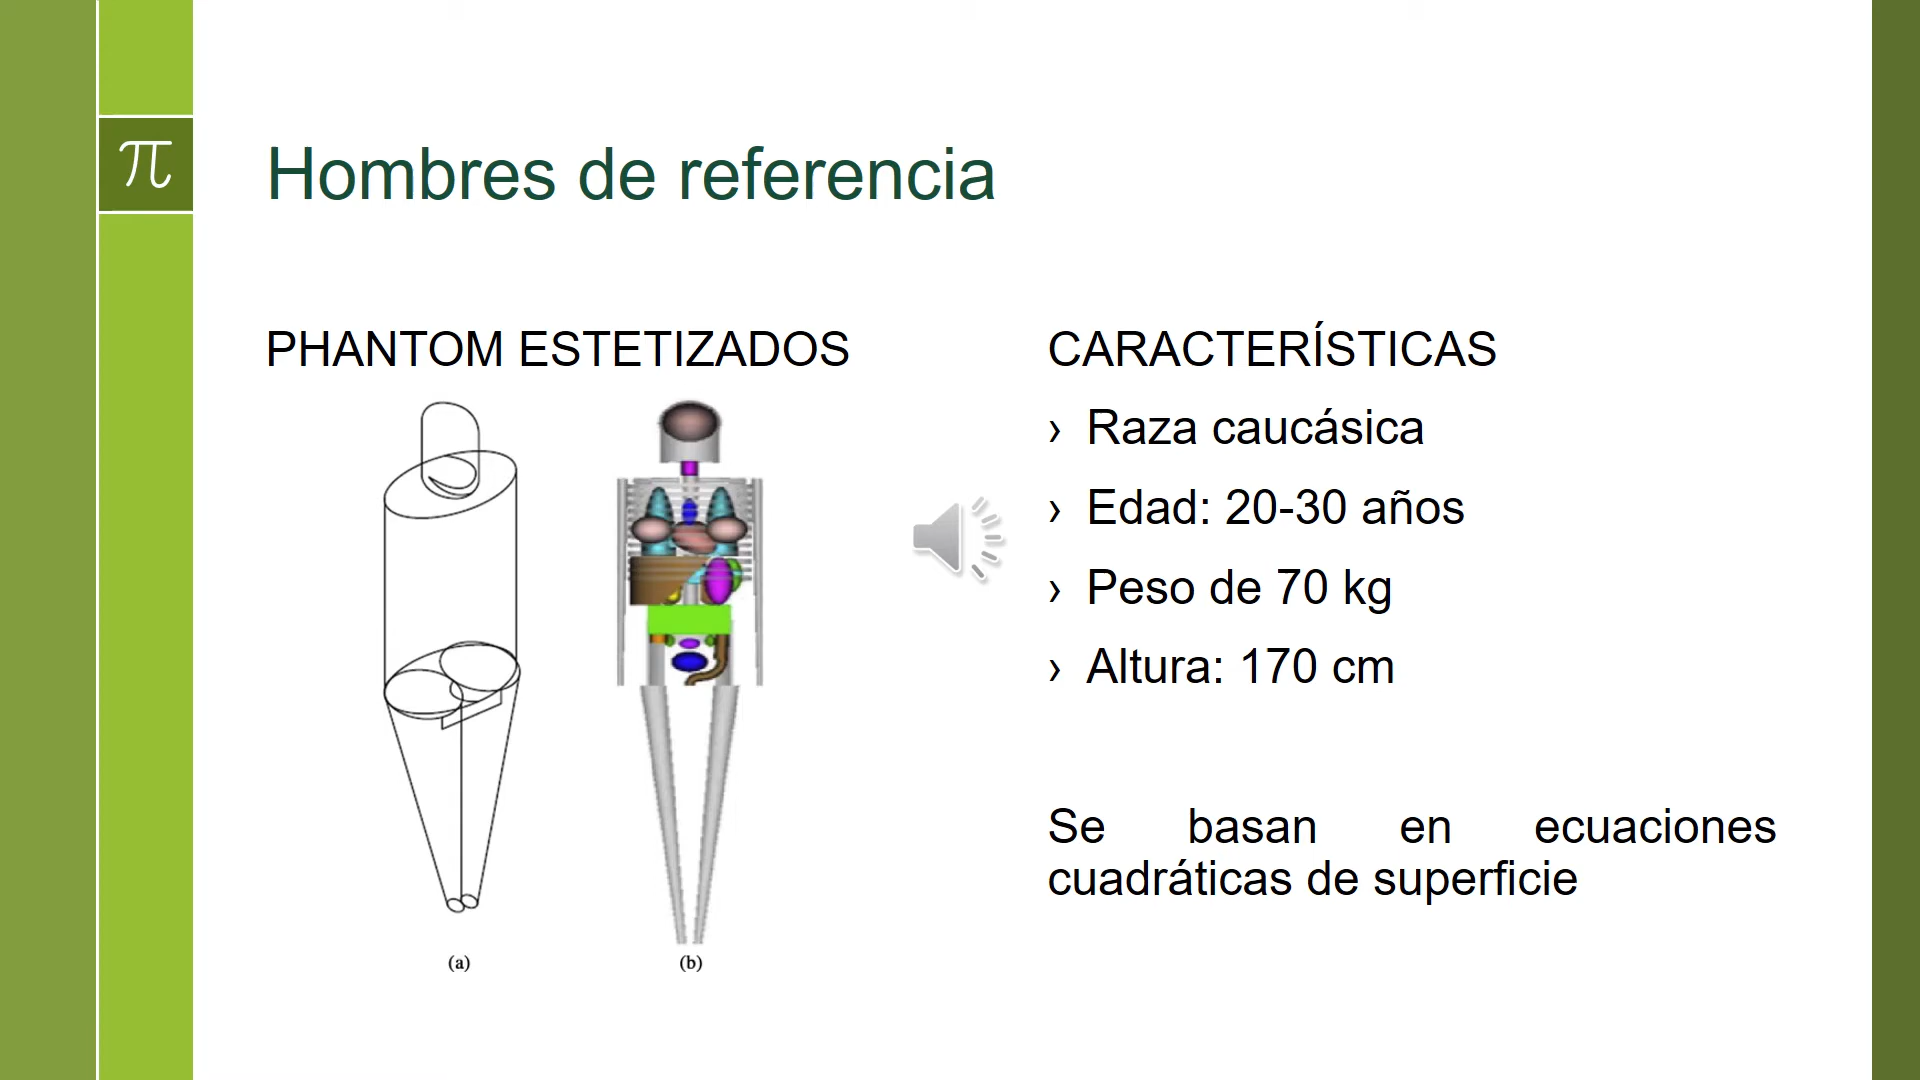 π
Hombres de referencia
PHANTOM ESTETIZADOS
(a)
(b)
CARACTERÍSTICAS
› Raza caucásica
› Edad: 20-30 años
› Peso de 70 kg
› Altura: 170 cm
Se basan en ecuaciones
cuadráticas de superficie